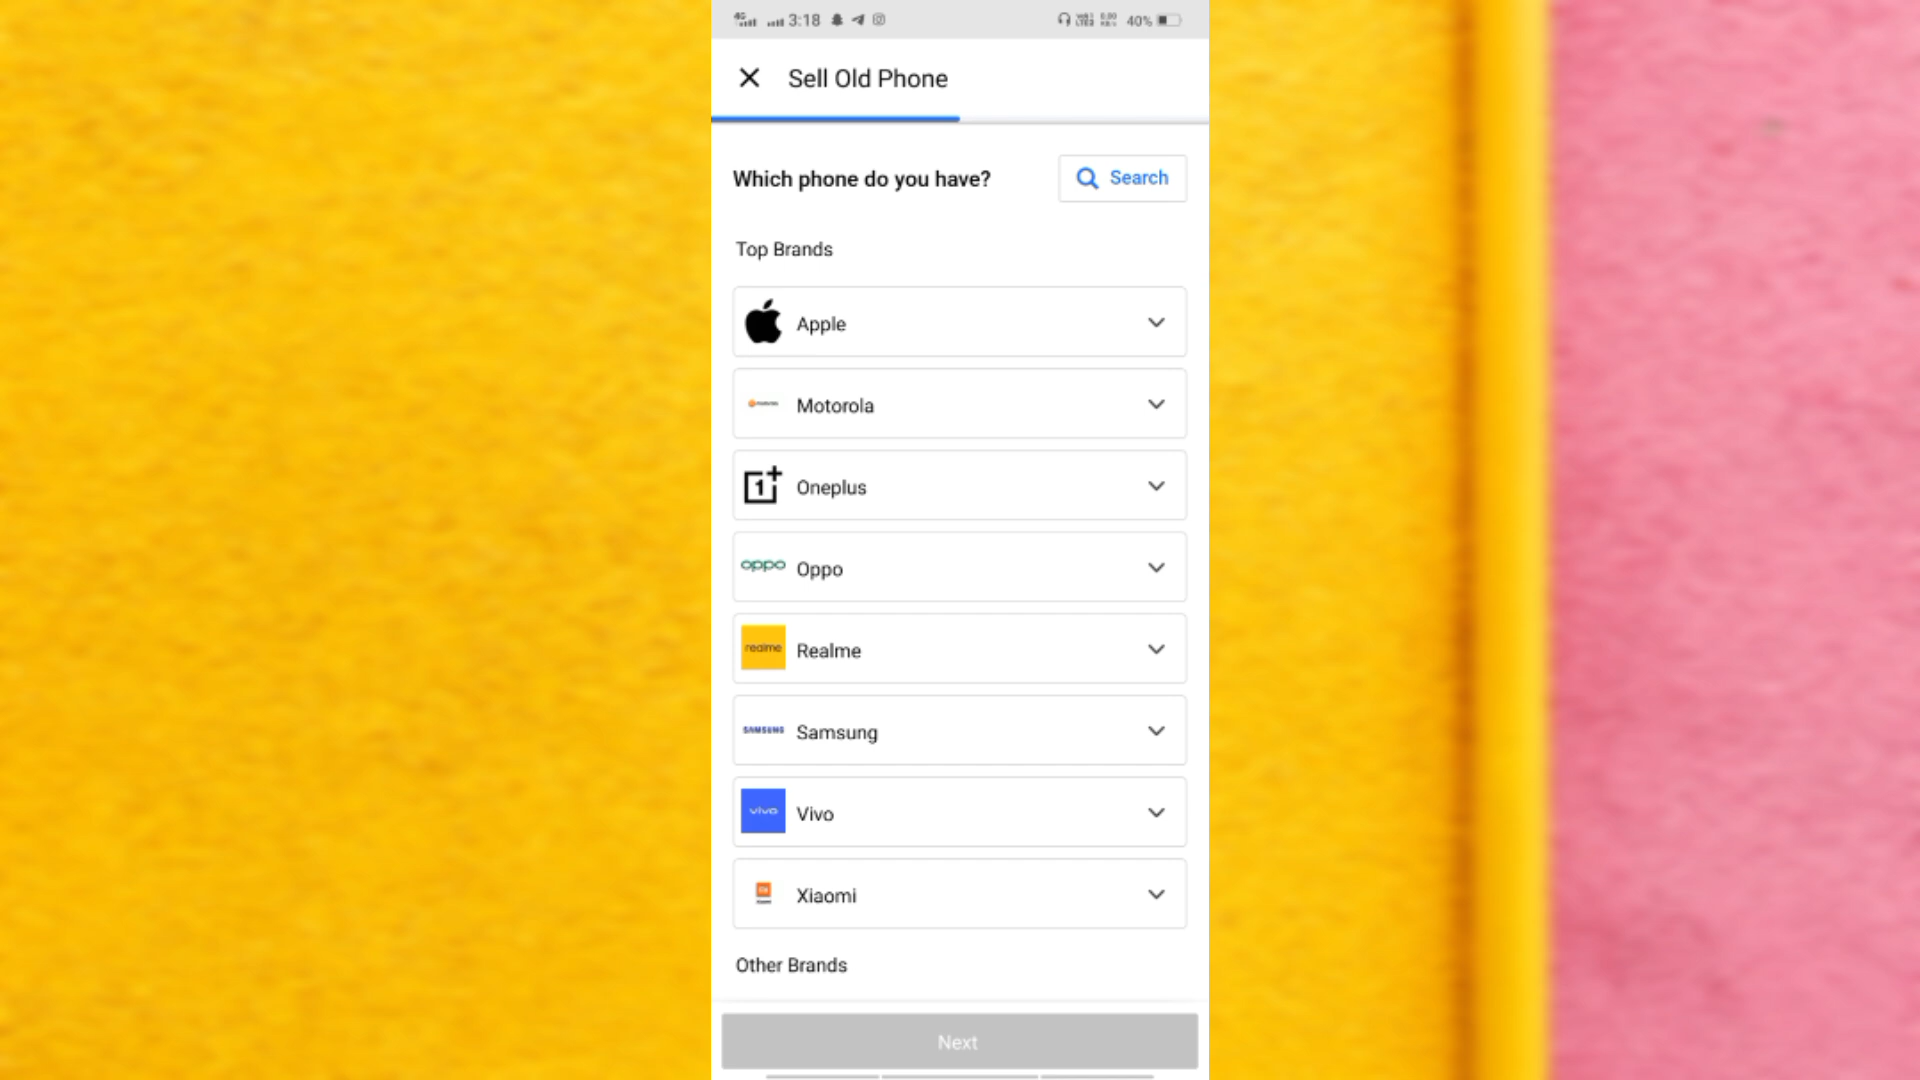 4G 3:18 40%
Sell Old Phone
Which phone do you have?
Search
Top Brands
Apple
Motorola
Oneplus
oppo Oppo
realme Realme
SAMSUNG Samsung
vivo Vivo
Xiaomi
Other Brands
Next